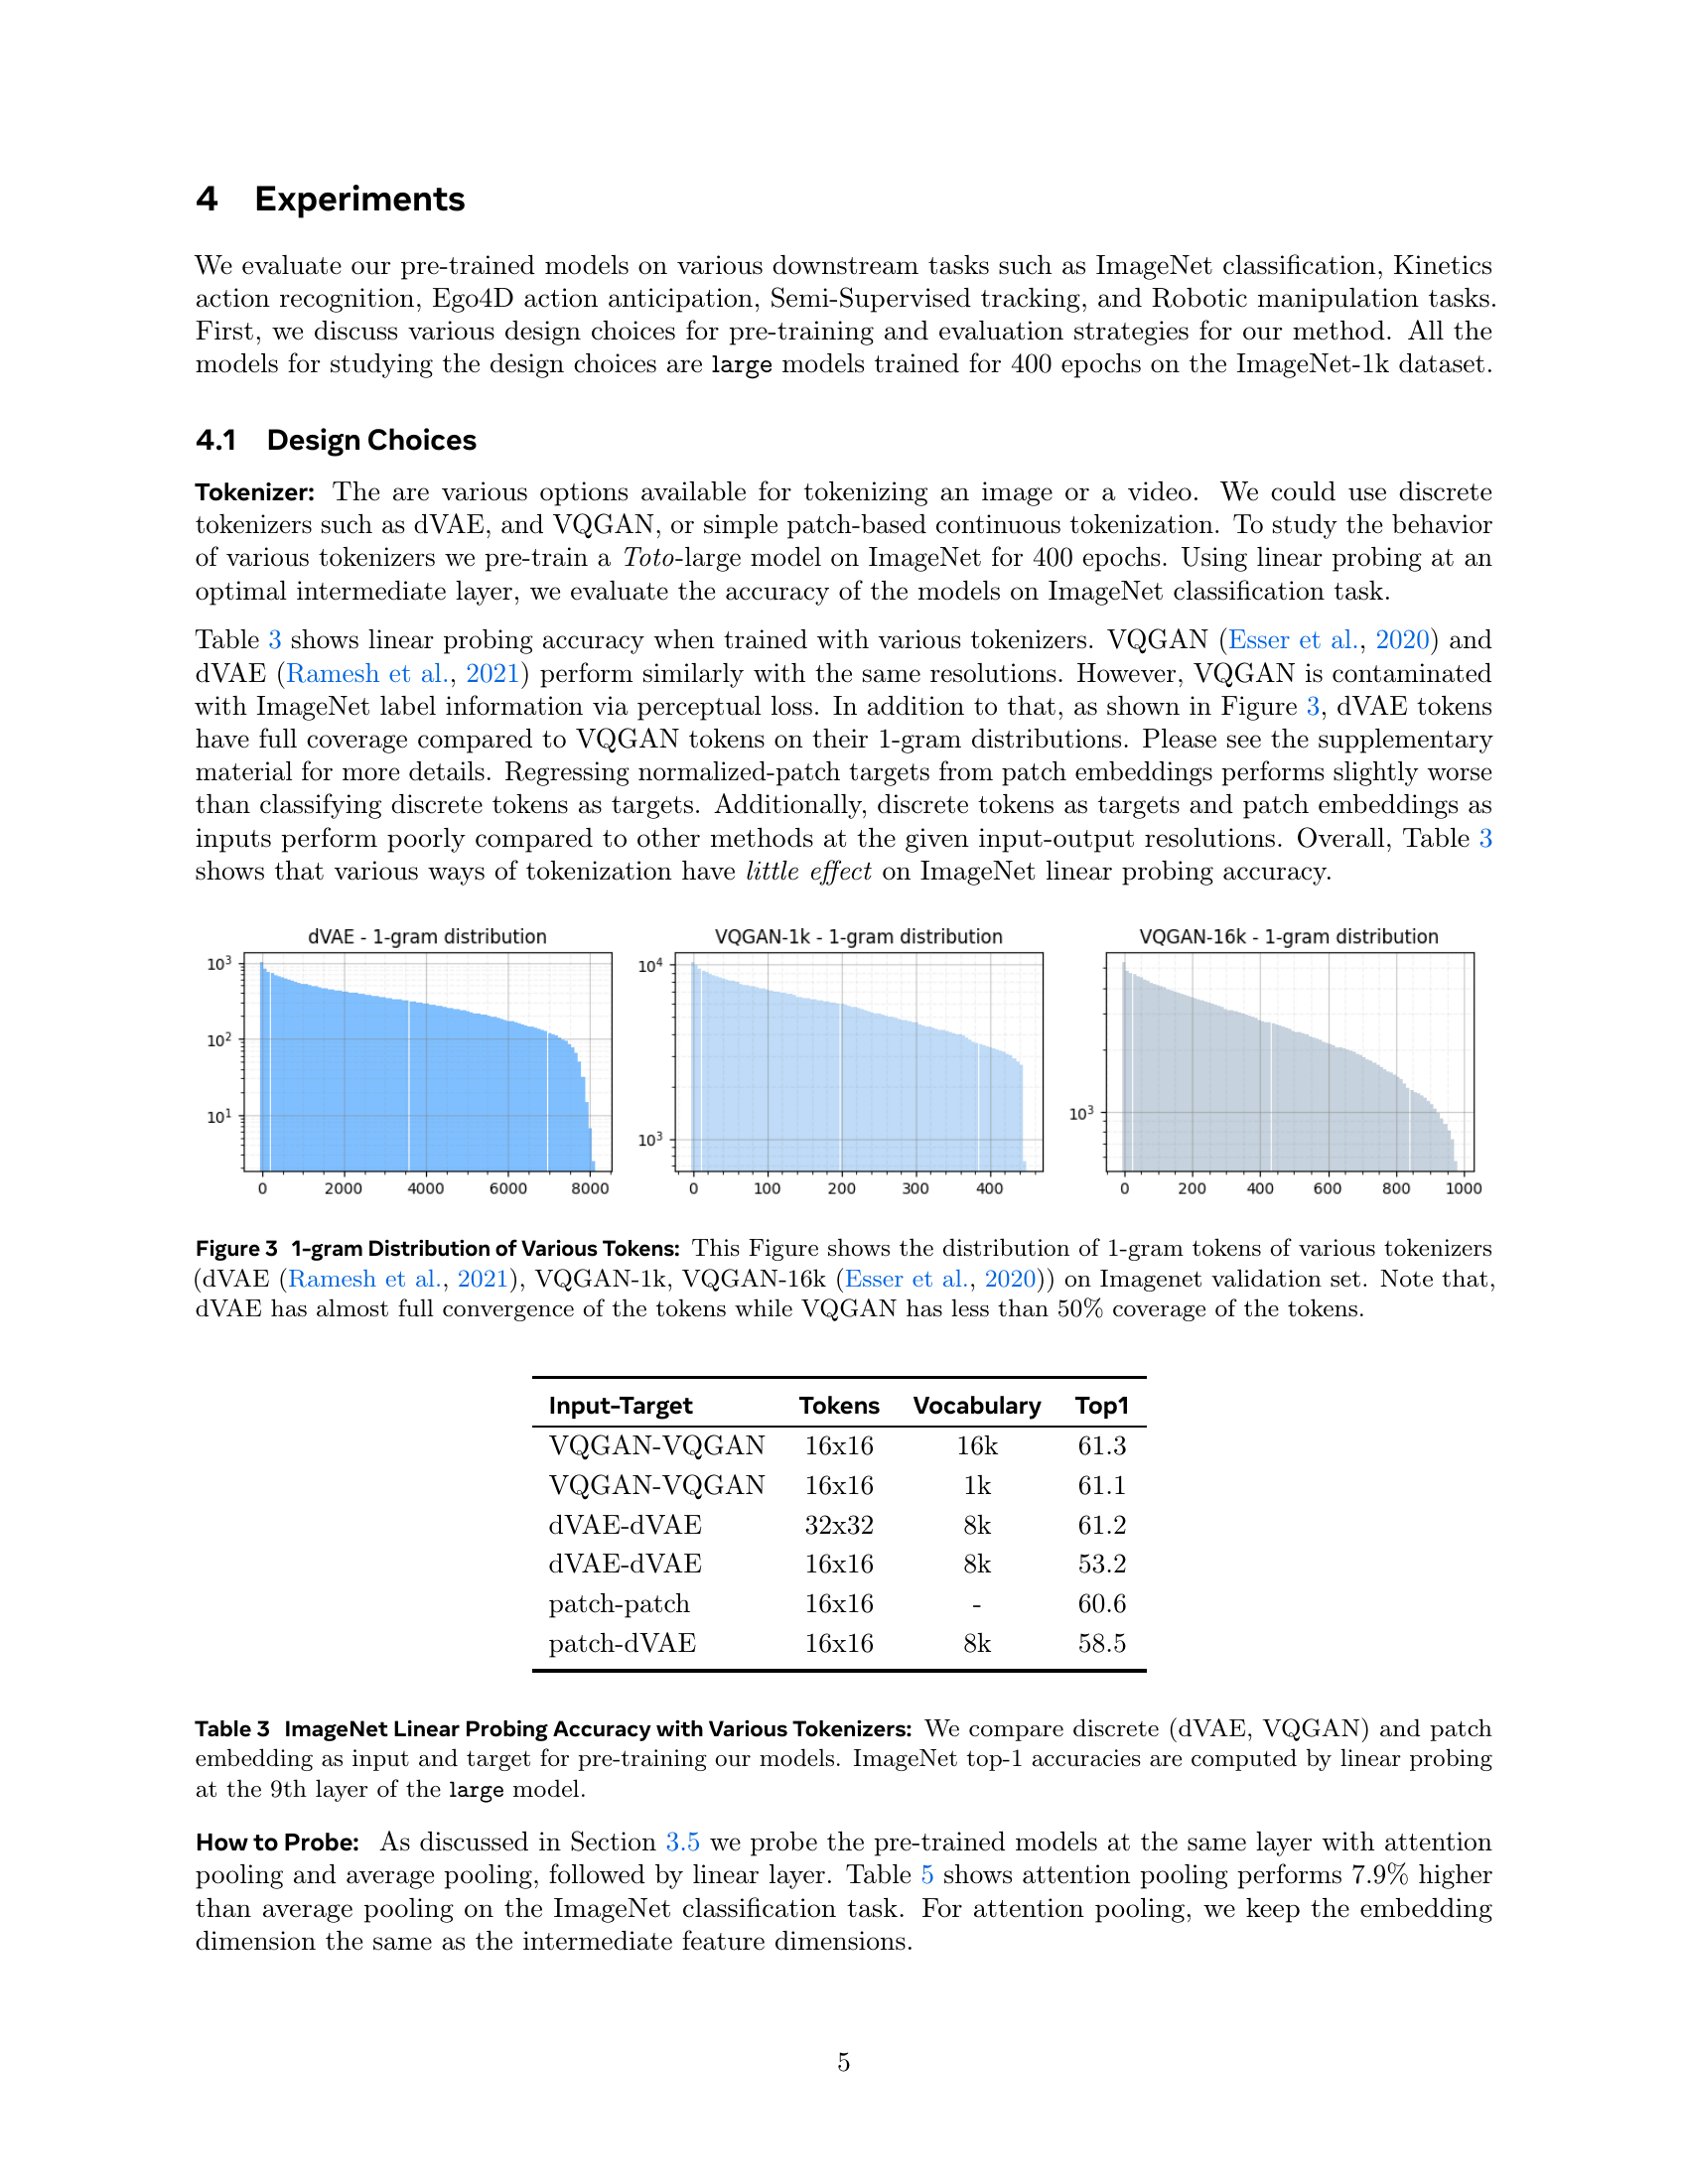 4 Experiments
We evaluate our pre-trained models on various downstream tasks such as ImageNet classification, Kinetics
action recognition, Ego4D action anticipation, Semi-Supervised tracking, and Robotic manipulation tasks.
First, we discuss various design choices for pre-training and evaluation strategies for our method. All the
models for studying the design choices are large models trained for 400 epochs on the ImageNet-1k dataset.
4.1 Design Choices
Tokenizer: The are various options available for tokenizing an image or a video. We could use discrete
tokenizers such as dVAE, and VQGAN, or simple patch-based continuous tokenization. To study the behavior
of various tokenizers we pre-train a Toto-large model on ImageNet for 400 epochs. Using linear probing at an
optimal intermediate layer, we evaluate the accuracy of the models on ImageNet classification task.
Table 3 shows linear probing accuracy when trained with various tokenizers. VQGAN (Esser et al., 2020) and
dVAE (Ramesh et al., 2021) perform similarly with the same resolutions. However, VQGAN is contaminated
with ImageNet label information via perceptual loss. In addition to that, as shown in Figure 3, dVAE tokens
have full coverage compared to VQGAN tokens on their 1-gram distributions. Please see the supplementary
material for more details. Regressing normalized-patch targets from patch embeddings performs slightly worse
than classifying discrete tokens as targets. Additionally, discrete tokens as targets and patch embeddings as
inputs perform poorly compared to other methods at the given input-output resolutions. Overall, Table 3
shows that various ways of tokenization have little effect on ImageNet linear probing accuracy.
dVAE - 1-gram distribution
10³
10²
10¹
0 2000 4000 6000 8000
VQGAN-1k - 1-gram distribution
10⁴
10³
0 100 200 300 400
VQGAN-16k - 1-gram distribution
10³
0 200 400 600 800 1000
Figure 3 1-gram Distribution of Various Tokens: This Figure shows the distribution of 1-gram tokens of various tokenizers
(dVAE (Ramesh et al., 2021), VQGAN-1k, VQGAN-16k (Esser et al., 2020)) on Imagenet validation set. Note that,
dVAE has almost full convergence of the tokens while VQGAN has less than 50% coverage of the tokens.
Input-Target Tokens Vocabulary Top1
VQGAN-VQGAN 16x16 16k 61.3
VQGAN-VQGAN 16x16 1k 61.1
dVAE-dVAE 32x32 8k 61.2
dVAE-dVAE 16x16 8k 53.2
patch-patch 16x16 - 60.6
patch-dVAE 16x16 8k 58.5
Table 3 ImageNet Linear Probing Accuracy with Various Tokenizers: We compare discrete (dVAE, VQGAN) and patch
embedding as input and target for pre-training our models. ImageNet top-1 accuracies are computed by linear probing
at the 9th layer of the large model.
How to Probe: As discussed in Section 3.5 we probe the pre-trained models at the same layer with attention
pooling and average pooling, followed by linear layer. Table 5 shows attention pooling performs 7.9% higher
than average pooling on the ImageNet classification task. For attention pooling, we keep the embedding
dimension the same as the intermediate feature dimensions.
5